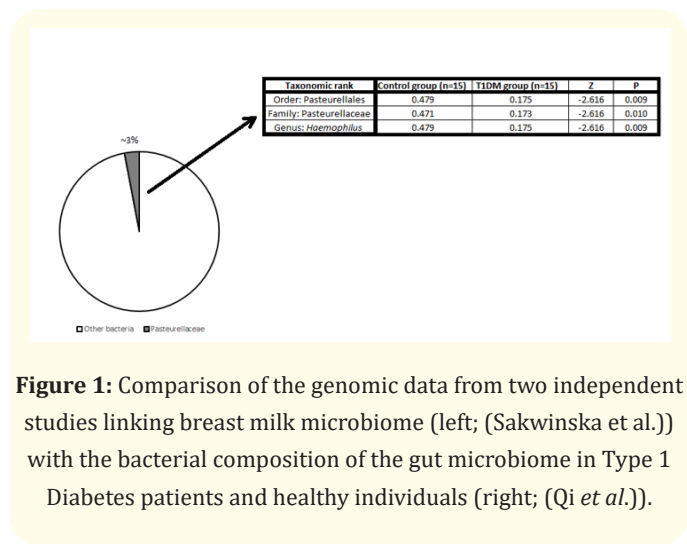 Taxonomic rank Control group (n=15) T1DM group (n=15) Z P
Order: Pasteurellales 0.479 0.175 -2.616 0.009
Family: Pasteurellaceae 0.471 0.173 -2.616 0.010
Genus: Haemophilus 0.479 0.175 -2.616 0.009
~3%
Other bacteria Pasteurellaceae
Figure 1: Comparison of the genomic data from two independent
studies linking breast milk microbiome (left; (Sakwinska et al.))
with the bacterial composition of the gut microbiome in Type 1
Diabetes patients and healthy individuals (right; (Qi et al.)).